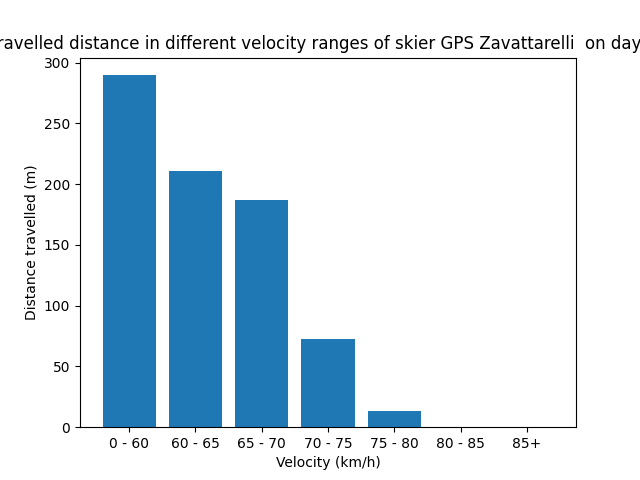 distance in different velocity ranges of skier GPS Zavattarelli on day
300
250
200
150
100
50
0
Distance travelled (m)
0 - 60 60 - 65 65 - 70 70 - 75 75 - 80 80 - 85 85+
Velocity (km/h)